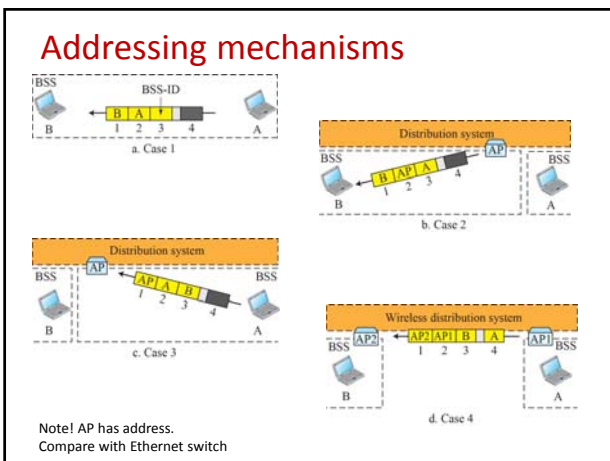 Addressing mechanisms
BSS
BSS-ID
B A
1 2 3 4
B
A
a. Case 1
Distribution system
AP
BSS
BSS
B AP A
1 2 3 4
B
A
b. Case 2
Distribution system
AP
BSS
BSS
AP A B
1 2 3 4
B
A
c. Case 3
Wireless distribution system
BSS AP2
AP2 AP1 B A
AP1 BSS
1 2 3 4
B
A
d. Case 4
Note! AP has address.
Compare with Ethernet switch